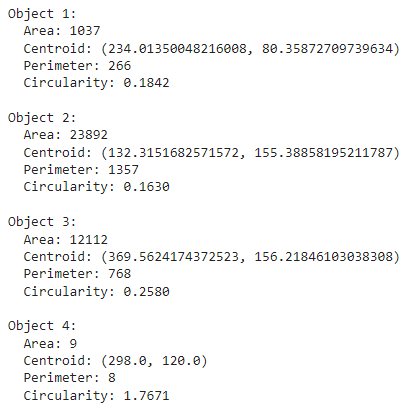 Object 1:
  Area: 1037
  Centroid: (234.01350048216008, 80.35872709739634)
  Perimeter: 266
  Circularity: 0.1842

Object 2:
  Area: 23892
  Centroid: (132.3151682571572, 155.38858195211787)
  Perimeter: 1357
  Circularity: 0.1630

Object 3:
  Area: 12112
  Centroid: (369.5624174372523, 156.21846103038308)
  Perimeter: 768
  Circularity: 0.2580

Object 4:
  Area: 9
  Centroid: (298.0, 120.0)
  Perimeter: 8
  Circularity: 1.7671